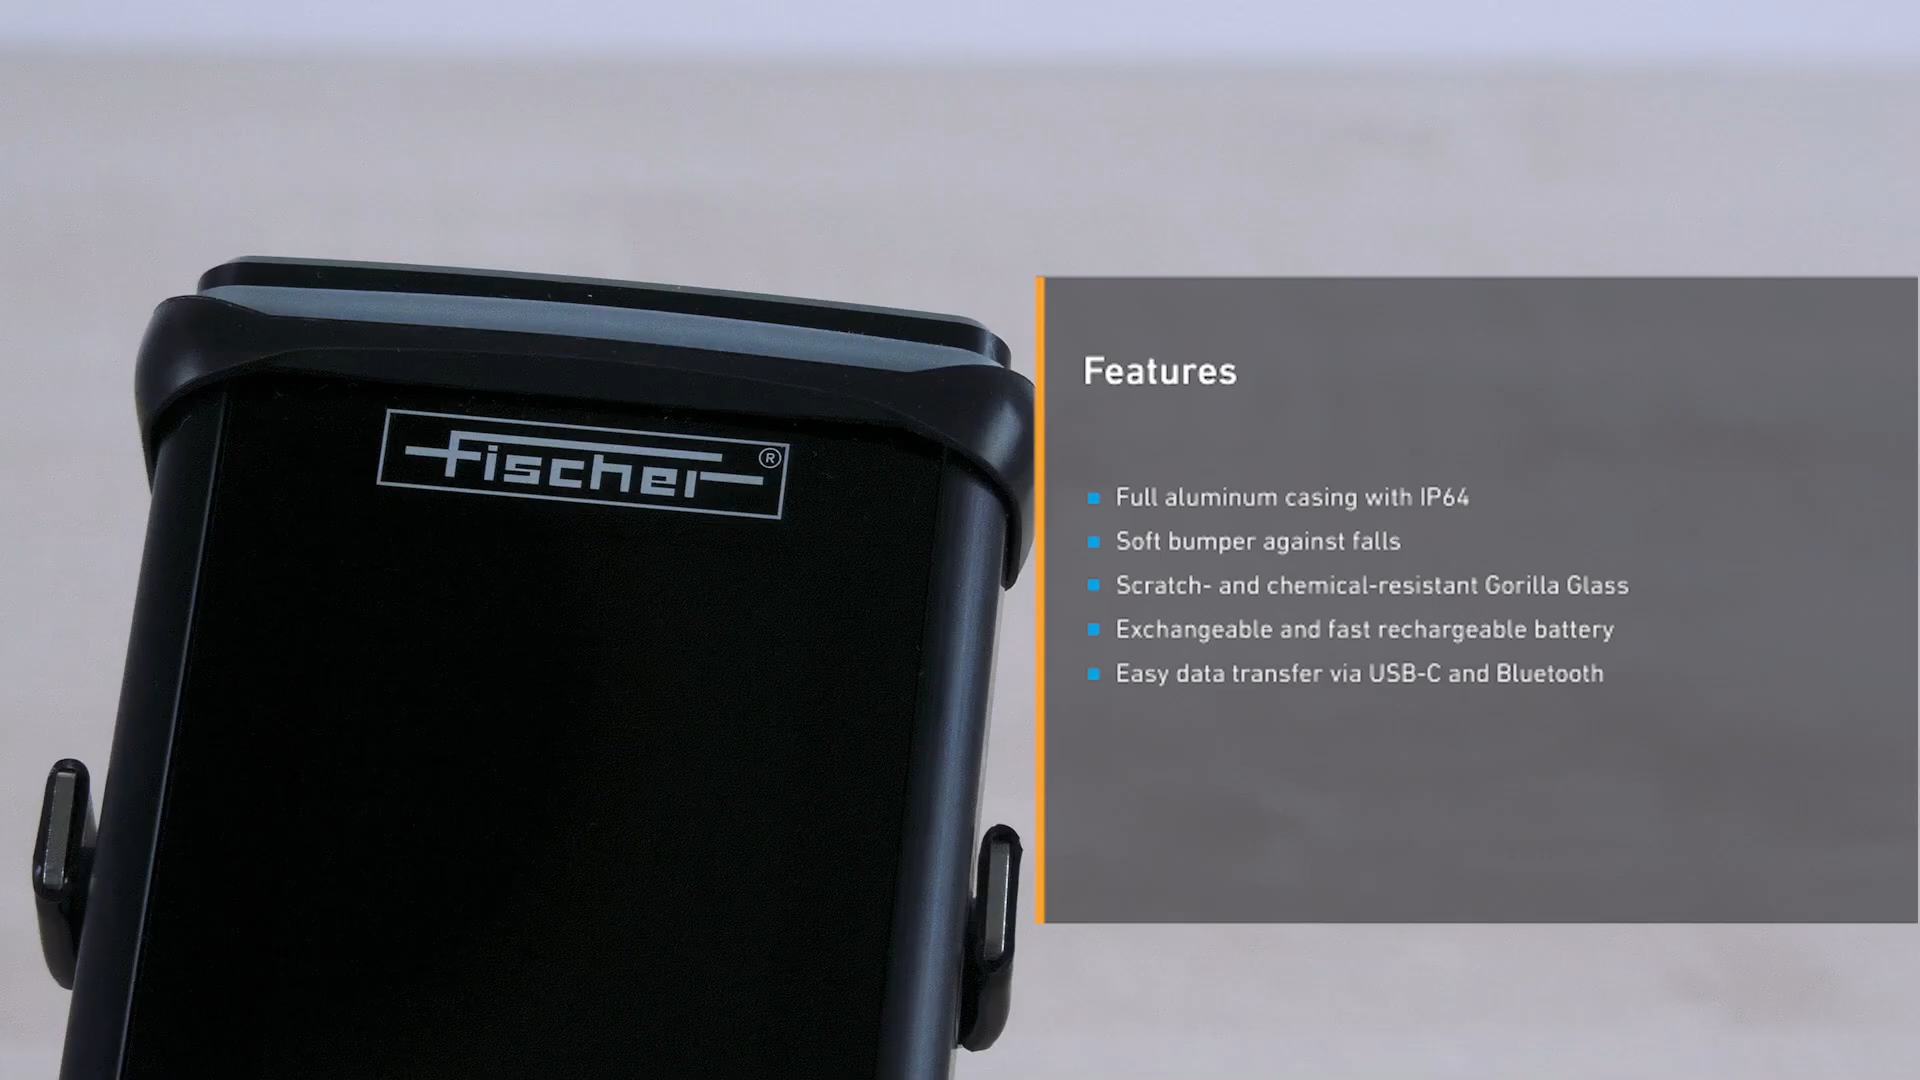 fischer®
Features
Full aluminum casing with IP64
Soft bumper against falls
Scratch- and chemical-resistant Gorilla Glass
Exchangeable and fast rechargeable battery
Easy data transfer via USB-C and Bluetooth